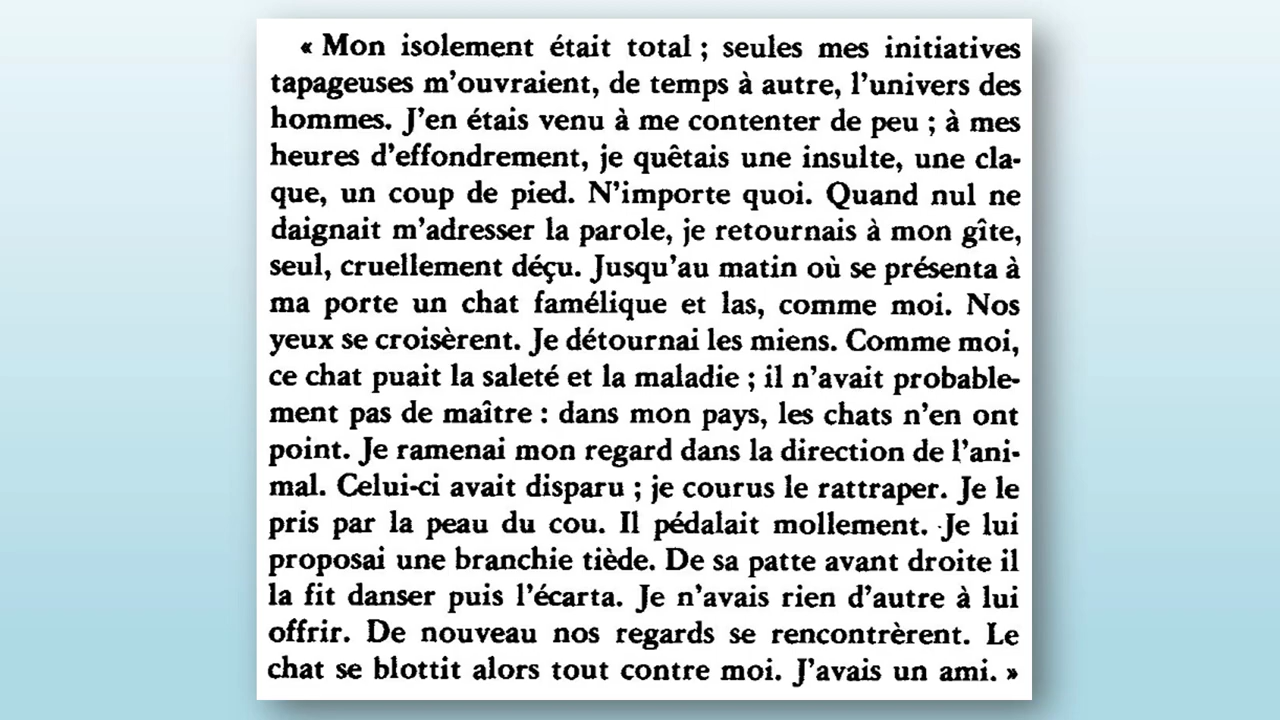 « Mon isolement était total ; seules mes initiatives
tapageuses m’ouvraient, de temps à autre, l’univers des
hommes. J’en étais venu à me contenter de peu ; à mes
heures d’effondrement, je quêtais une insulte, une cla-
que, un coup de pied. N’importe quoi. Quand nul ne
daignait m’adresser la parole, je retournais à mon gîte,
seul, cruellement déçu. Jusqu’au matin où se présenta à
ma porte un chat famélique et las, comme moi. Nos
yeux se croisèrent. Je détournai les miens. Comme moi,
ce chat puait la saleté et la maladie ; il n’avait probable-
ment pas de maître : dans mon pays, les chats n’en ont
point. Je ramenai mon regard dans la direction de l’ani-
mal. Celui-ci avait disparu ; je courus le rattraper. Je le
pris par la peau du cou. Il pédalait mollement. Je lui
proposai une branchie tiède. De sa patte avant droite il
la fit danser puis l’écarta. Je n’avais rien d’autre à lui
offrir. De nouveau nos regards se rencontrèrent. Le
chat se blottit alors tout contre moi. J’avais un ami. »